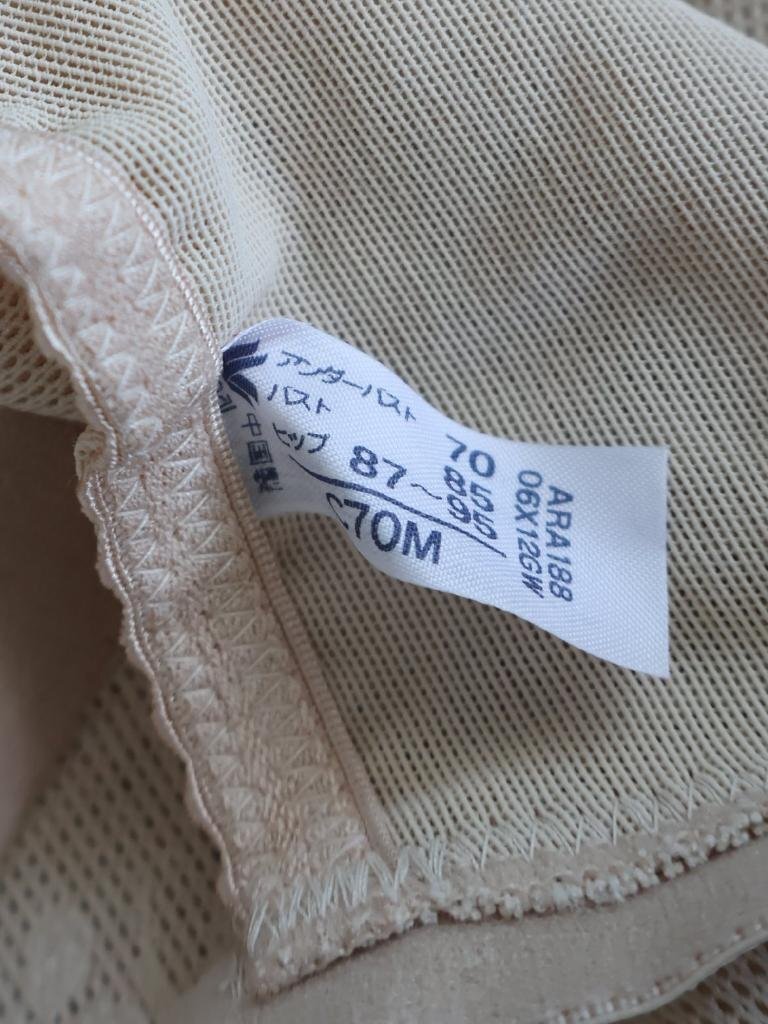 アンダーバスト 70
バスト 85
ヒップ 87～95
C70M
ARA188
06X12GW
中国製